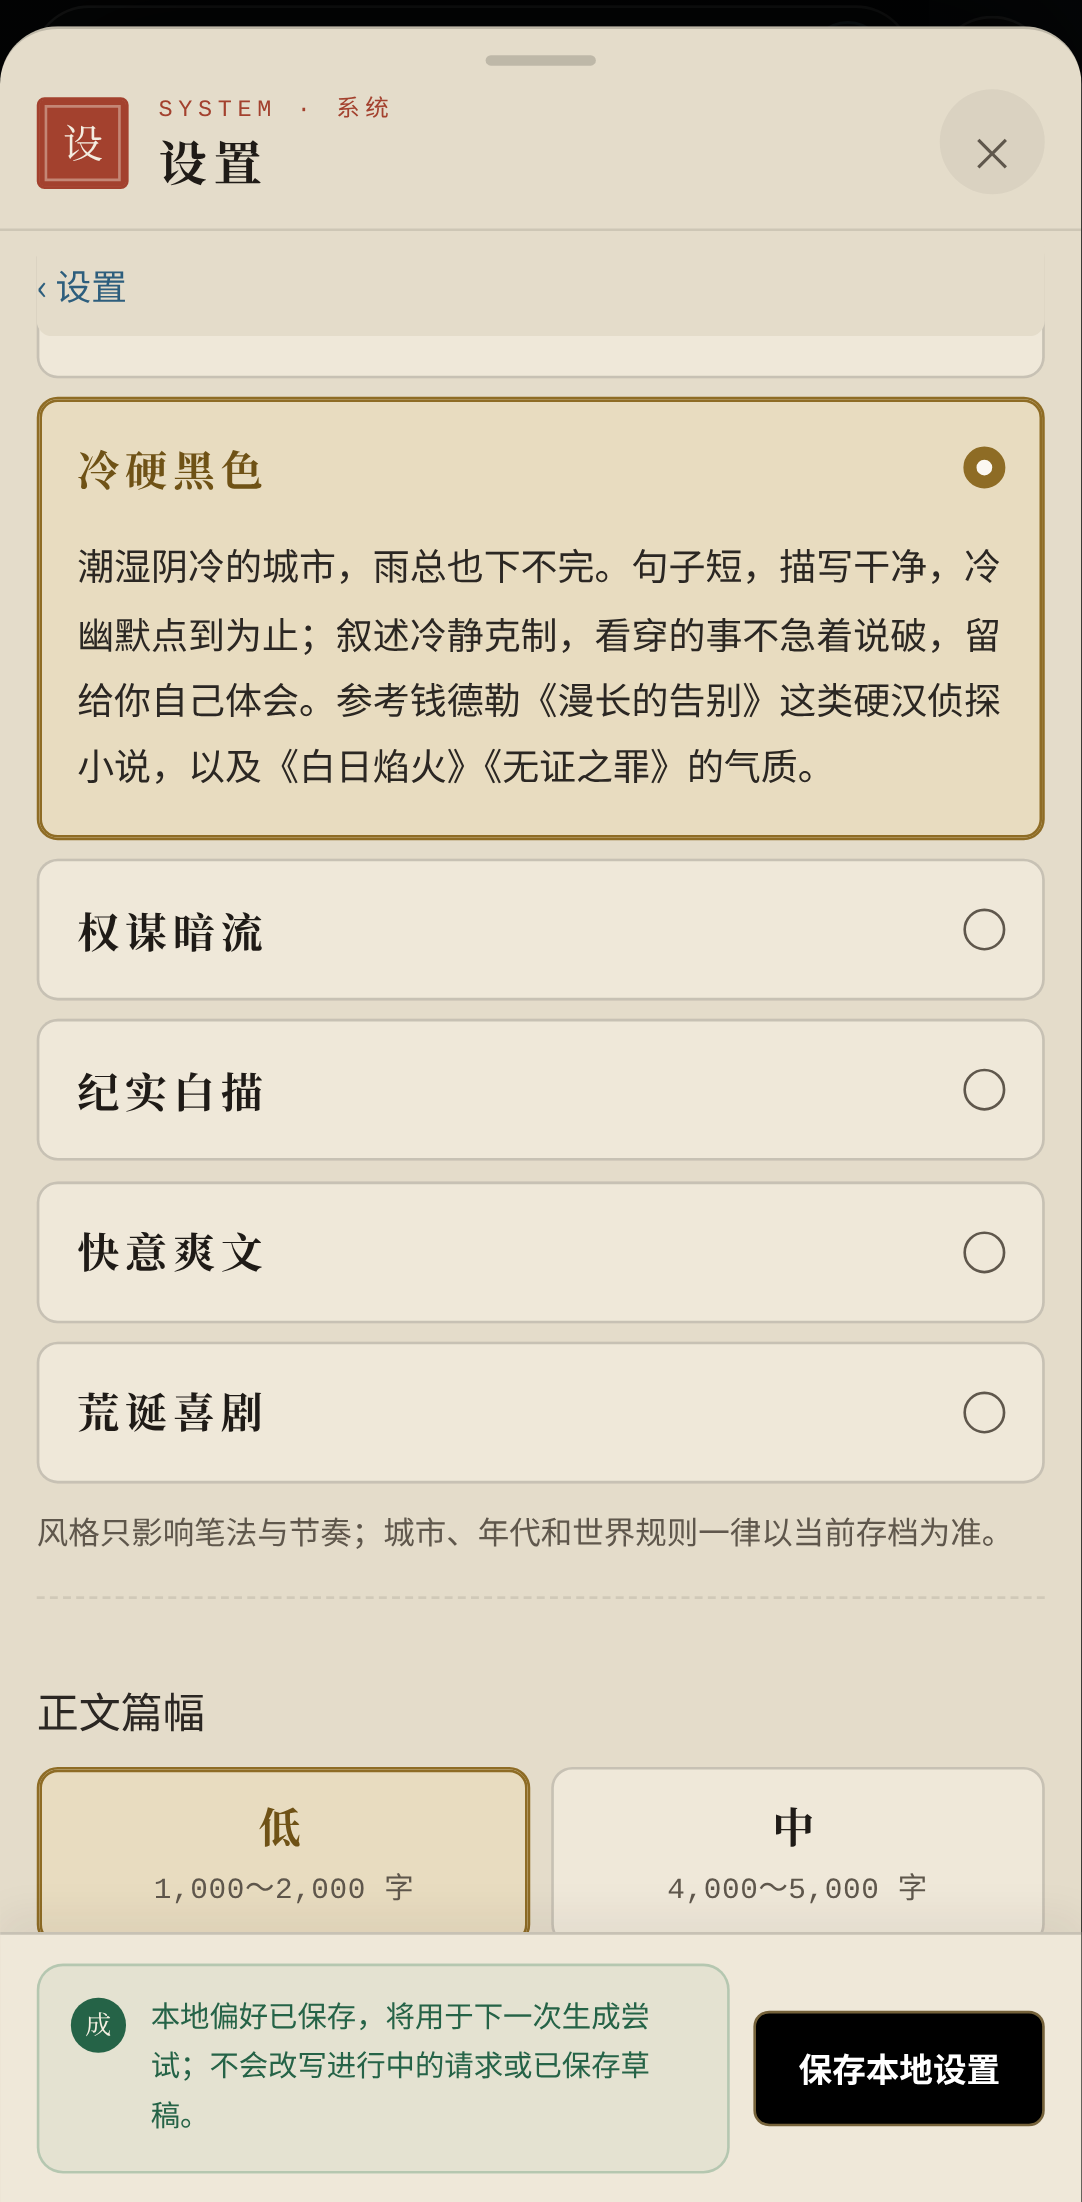 设
SYSTEM · 系统
设置
‹ 设置
冷硬黑色
潮湿阴冷的城市，雨总也下不完。句子短，描写干净，冷
幽默点到为止；叙述冷静克制，看穿的事不急着说破，留
给你自己体会。参考钱德勒《漫长的告别》这类硬汉侦探
小说，以及《白日焰火》《无证之罪》的气质。
权谋暗流
纪实白描
快意爽文
荒诞喜剧
风格只影响笔法与节奏；城市、年代和世界规则一律以当前存档为准。
正文篇幅
低
1,000～2,000 字
中
4,000～5,000 字
成
本地偏好已保存，将用于下一次生成尝
试；不会改写进行中的请求或已保存草
稿。
保存本地设置